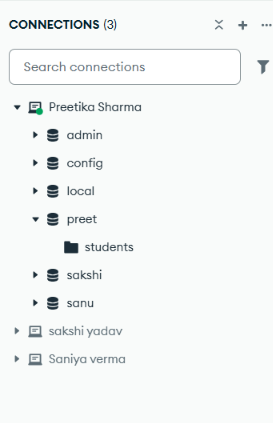 CONNECTIONS (3)
Search connections
Preetika Sharma
admin
config
local
preet
students
sakshi
sanu
sakshi yadav
Saniya verma